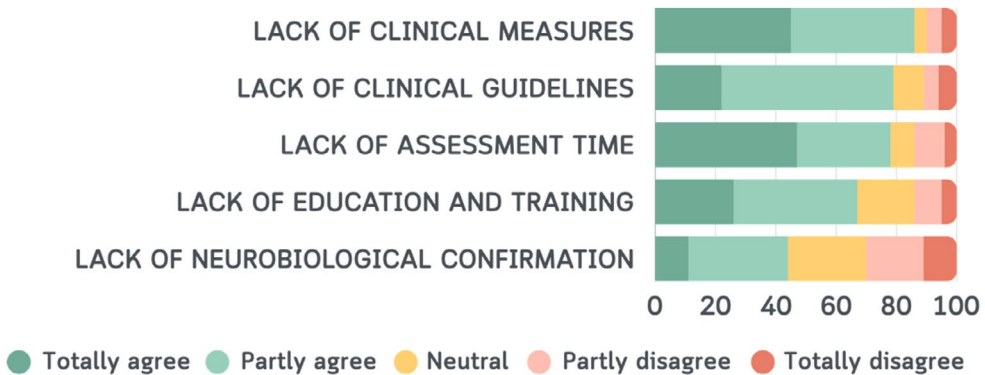 LACK OF CLINICAL MEASURES
LACK OF CLINICAL GUIDELINES
LACK OF ASSESSMENT TIME
LACK OF EDUCATION AND TRAINING
LACK OF NEUROBIOLOGICAL CONFIRMATION
0 20 40 60 80 100
Totally agree Partly agree Neutral Partly disagree Totally disagree